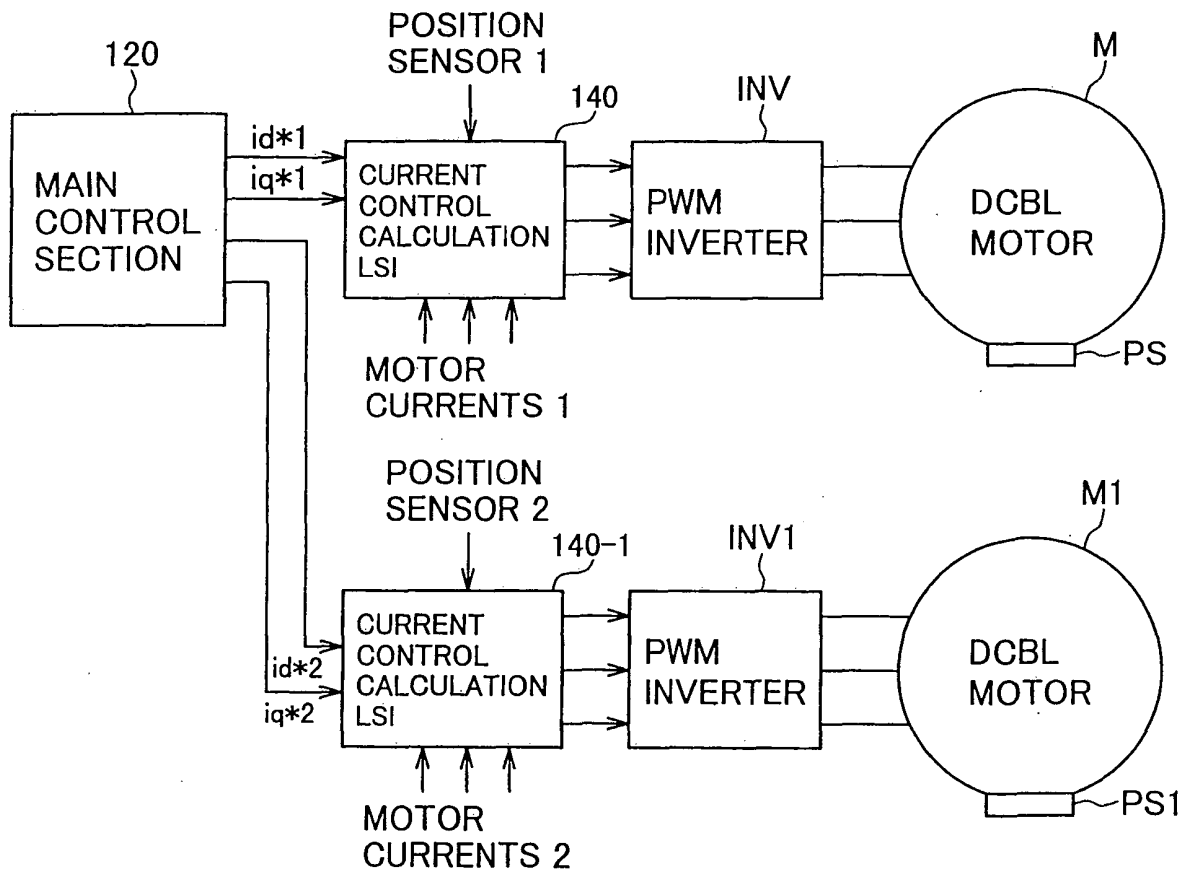 120
MAIN
CONTROL
SECTION
id*1
iq*1
POSITION
SENSOR 1
140
CURRENT
CONTROL
CALCULATION
LSI
MOTOR
CURRENTS 1
INV
PWM
INVERTER
M
DCBL
MOTOR
PS
id*2
iq*2
POSITION
SENSOR 2
140-1
CURRENT
CONTROL
CALCULATION
LSI
MOTOR
CURRENTS 2
INV1
PWM
INVERTER
M1
DCBL
MOTOR
PS1